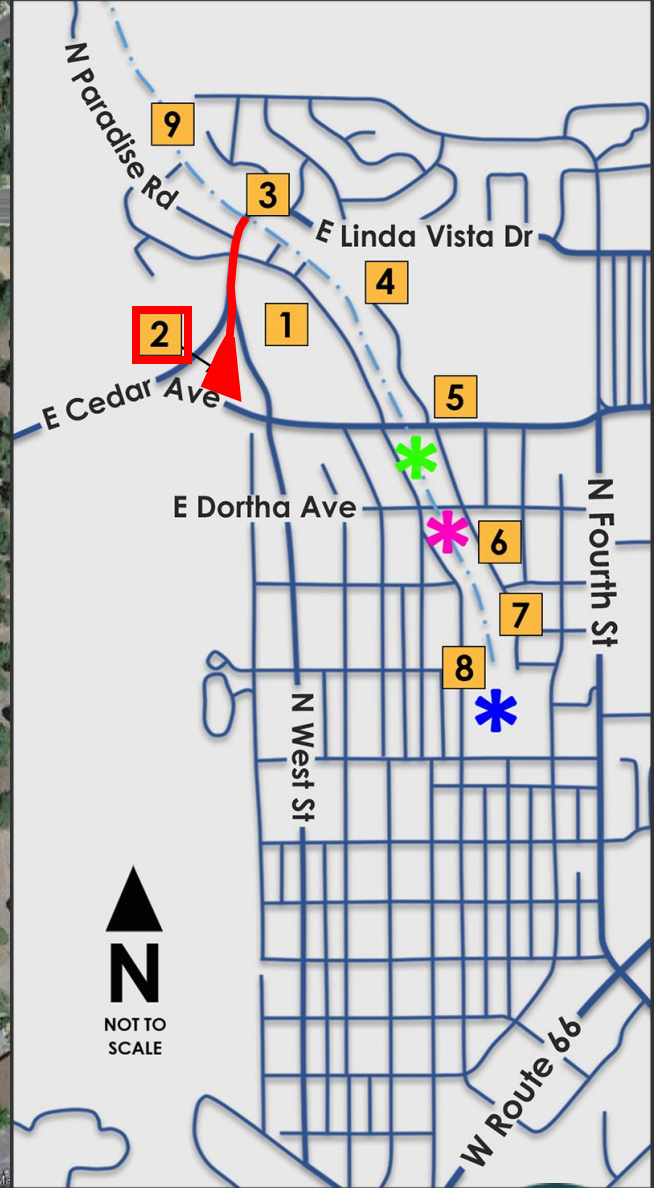 N Paradise Rd
9
3
E Linda Vista Dr
4
1
2
E Cedar Ave
5
E Dortha Ave
6
N Fourth St
7
8
N West St
N
NOT TO
SCALE
W Route 66